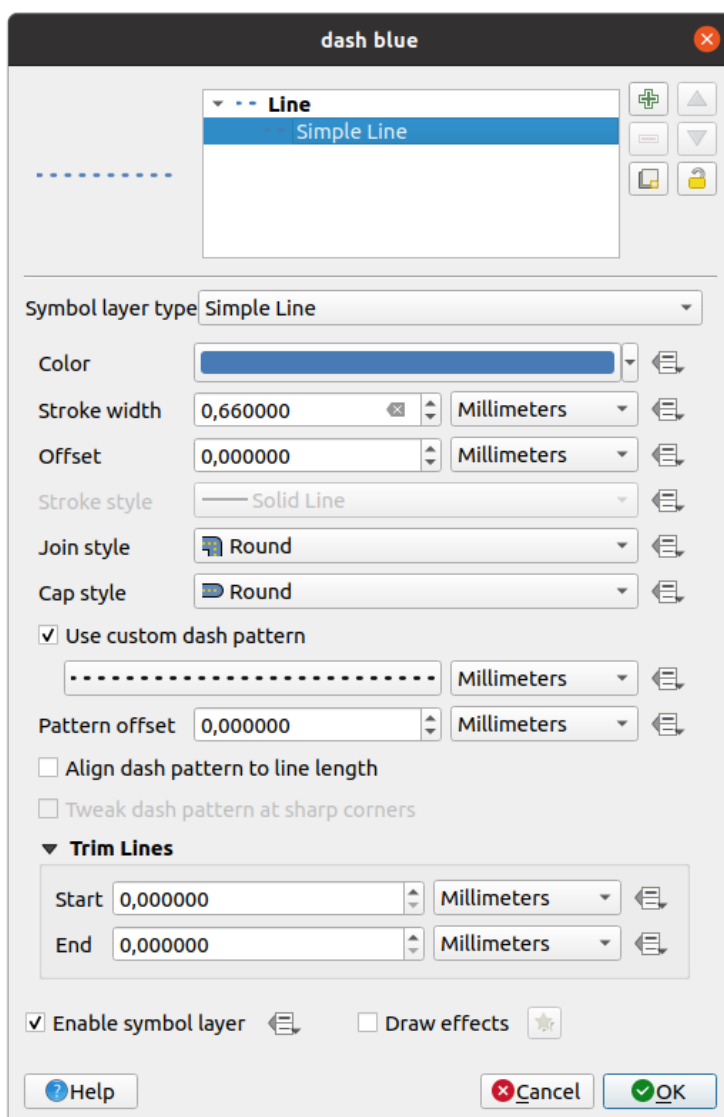 dash blue
Line
Simple Line
Symbol layer type Simple Line
Color
Stroke width 0,660000 Millimeters
Offset 0,000000 Millimeters
Stroke style Solid Line
Join style Round
Cap style Round
Use custom dash pattern
Millimeters
Pattern offset 0,000000 Millimeters
Align dash pattern to line length
Tweak dash pattern at sharp corners
Trim Lines
Start 0,000000 Millimeters
End 0,000000 Millimeters
Enable symbol layer Draw effects
Help Cancel OK